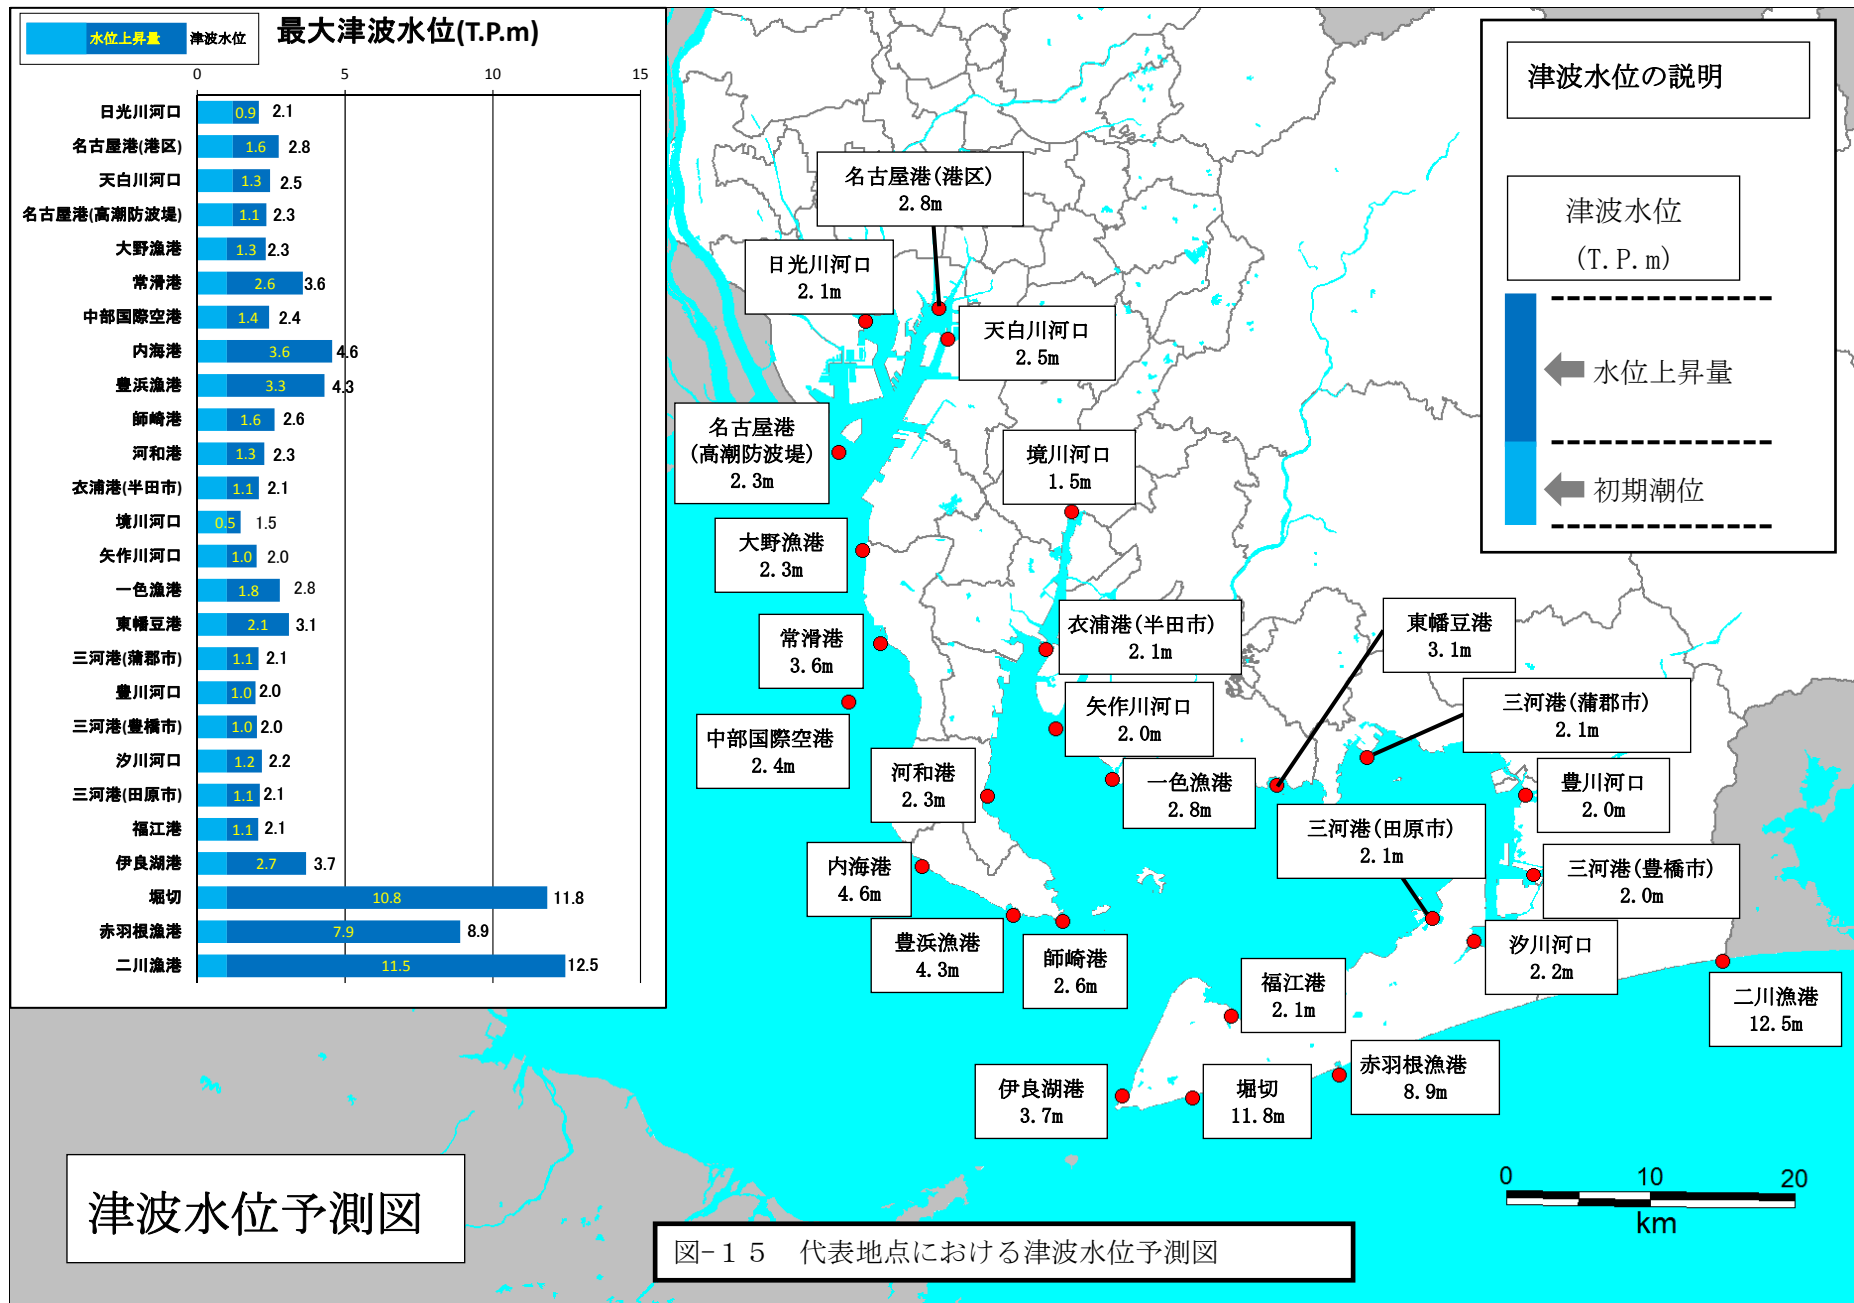 水位上昇量 津波水位
最大津波水位(T.P.m)
0 5 10 15
日光川河口 0.9 2.1
名古屋港(港区) 1.6 2.8
天白川河口 1.3 2.5
名古屋港(高潮防波堤) 1.1 2.3
大野漁港 1.3 2.3
常滑港 2.6 3.6
中部国際空港 1.4 2.4
内海港 3.6 4.6
豊浜漁港 3.3 4.3
師崎港 1.6 2.6
河和港 1.3 2.3
衣浦港(半田市) 1.1 2.1
境川河口 0.5 1.5
矢作川河口 1.0 2.0
一色漁港 1.8 2.8
東幡豆港 2.1 3.1
三河港(蒲郡市) 1.1 2.1
豊川河口 1.0 2.0
三河港(豊橋市) 1.0 2.0
汐川河口 1.2 2.2
三河港(田原市) 1.1 2.1
福江港 1.1 2.1
伊良湖港 2.7 3.7
堀切 10.8 11.8
赤羽根漁港 7.9 8.9
二川漁港 11.5 12.5
津波水位の説明
津波水位
(T.P.m)
水位上昇量
初期潮位
名古屋港(港区)
2.8m
日光川河口
2.1m
天白川河口
2.5m
名古屋港
(高潮防波堤)
2.3m
境川河口
1.5m
大野漁港
2.3m
常滑港
3.6m
衣浦港(半田市)
2.1m
東幡豆港
3.1m
中部国際空港
2.4m
矢作川河口
2.0m
三河港(蒲郡市)
2.1m
河和港
2.3m
一色漁港
2.8m
豊川河口
2.0m
三河港(田原市)
2.1m
内海港
4.6m
三河港(豊橋市)
2.0m
豊浜漁港
4.3m
師崎港
2.6m
汐川河口
2.2m
福江港
2.1m
二川漁港
12.5m
伊良湖港
3.7m
堀切
11.8m
赤羽根漁港
8.9m
0 10 20
km
津波水位予測図
図-15 代表地点における津波水位予測図